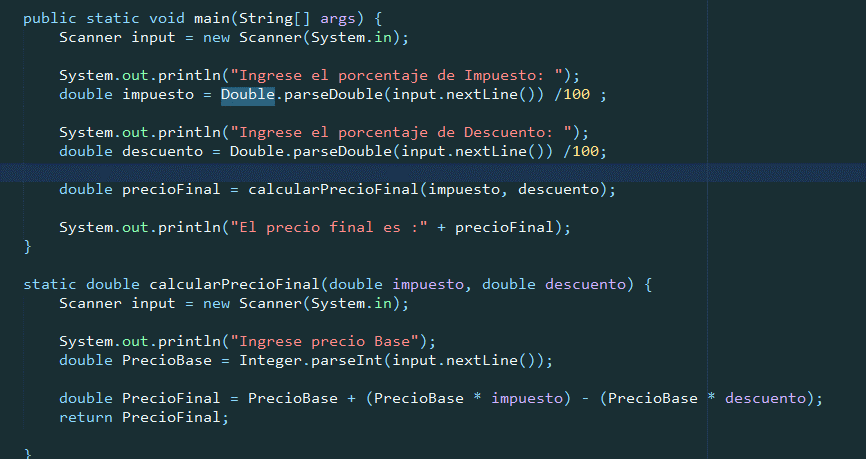 public static void main(String[] args) {
Scanner input = new Scanner(System.in);
System.out.println("Ingrese el porcentaje de Impuesto: ");
double impuesto = Double.parseDouble(input.nextLine()) /100 ;
System.out.println("Ingrese el porcentaje de Descuento: ");
double descuento = Double.parseDouble(input.nextLine()) /100;
double precioFinal = calcularPrecioFinal(impuesto, descuento);
System.out.println("El precio final es :" + precioFinal);
}
static double calcularPrecioFinal(double impuesto, double descuento) {
Scanner input = new Scanner(System.in);
System.out.println("Ingrese precio Base");
double PrecioBase = Integer.parseInt(input.nextLine());
double PrecioFinal = PrecioBase + (PrecioBase * impuesto) - (PrecioBase * descuento);
return PrecioFinal;
}